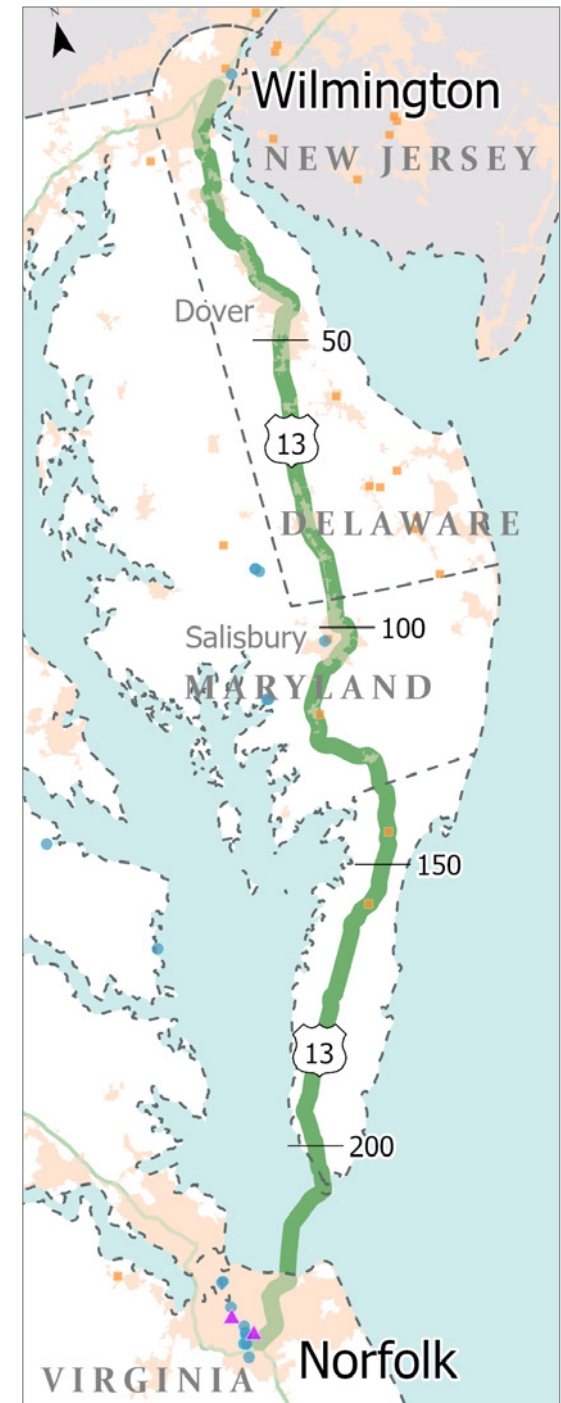 N
Wilmington
NEW JERSEY
Dover
50
13
DELAWARE
100
Salisbury
MARYLAND
150
13
200
Norfolk
VIRGINIA